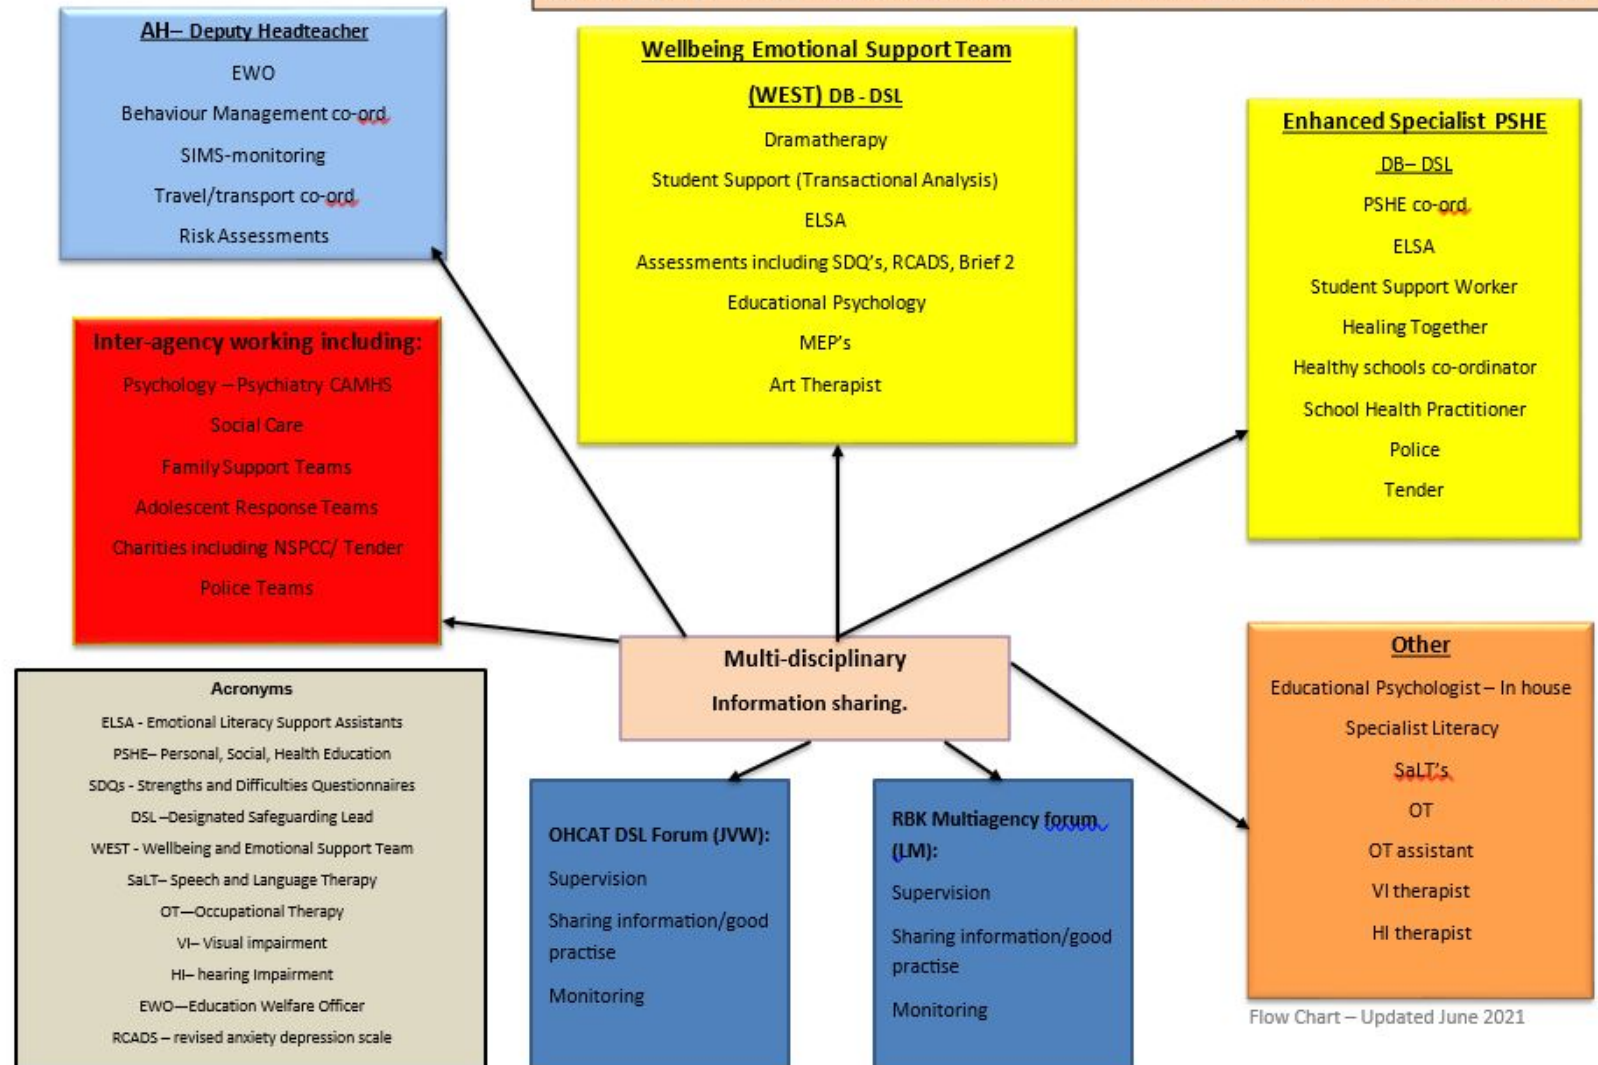 AH– Deputy Headteacher
EWO
Behaviour Management co-ord.
SIMS-monitoring
Travel/transport co-ord.
Risk Assessments
Wellbeing Emotional Support Team
(WEST) DB - DSL
Dramatherapy
Student Support (Transactional Analysis)
ELSA
Assessments including SDQ's, RCADS, Brief 2
Educational Psychology
MEP's
Art Therapist
Enhanced Specialist PSHE
DB– DSL
PSHE co-ord.
ELSA
Student Support Worker
Healing Together
Healthy schools co-ordinator
School Health Practitioner
Police
Tender
Inter-agency working including:
Psychology – Psychiatry CAMHS
Social Care
Family Support Teams
Adolescent Response Teams
Charities including NSPCC/ Tender
Police Teams
Multi-disciplinary
Information sharing.
Other
Educational Psychologist – In house
Specialist Literacy
SaLT's
OT
OT assistant
VI therapist
HI therapist
Acronyms
ELSA - Emotional Literacy Support Assistants
PSHE– Personal, Social, Health Education
SDQs - Strengths and Difficulties Questionnaires
DSL –Designated Safeguarding Lead
WEST - Wellbeing and Emotional Support Team
SaLT– Speech and Language Therapy
OT—Occupational Therapy
VI– Visual impairment
HI– hearing Impairment
EWO—Education Welfare Officer
RCADS – revised anxiety depression scale
OHCAT DSL Forum (JVW):
Supervision
Sharing information/good
practise
Monitoring
RBK Multiagency forum
(LM):
Supervision
Sharing information/good
practise
Monitoring
Flow Chart – Updated June 2021